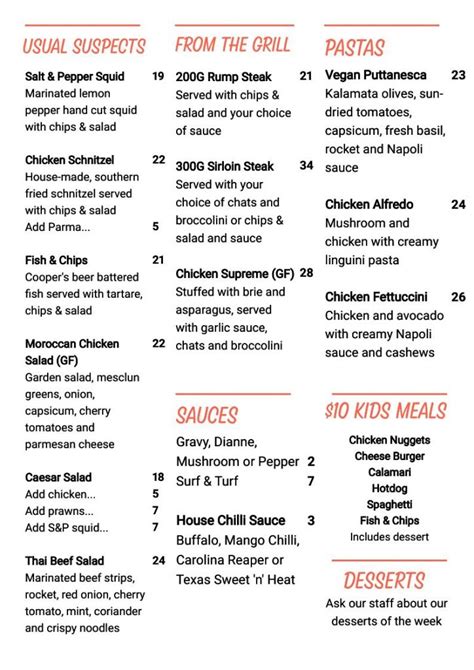 USUAL SUSPECTS
Salt & Pepper Squid 19
Marinated lemon
pepper hand cut squid
with chips & salad
Chicken Schnitzel 22
House-made, southern
fried schnitzel served
with chips & salad
Add Parma... 5
Fish & Chips 21
Cooper's beer battered
fish served with tartare,
chips & salad
Moroccan Chicken 22
Salad (GF)
Garden salad, mesclun
greens, onion,
capsicum, cherry
tomatoes and
parmesan cheese
Caesar Salad 18
Add chicken... 5
Add prawns... 7
Add S&P squid... 7
Thai Beef Salad 24
Marinated beef strips,
rocket, red onion, cherry
tomato, mint, coriander
and crispy noodles
FROM THE GRILL
200G Rump Steak 21
Served with chips &
salad and your choice
of sauce
300G Sirloin Steak 34
Served with your
choice of chats and
broccolini or chips &
salad and sauce
Chicken Supreme (GF) 28
Stuffed with brie and
asparagus, served
with garlic sauce,
chats and broccolini
SAUCES
Gravy, Dianne,
Mushroom or Pepper 2
Surf & Turf 7
House Chilli Sauce 3
Buffalo, Mango Chilli,
Carolina Reaper or
Texas Sweet 'n' Heat
PASTAS
Vegan Puttanesca 23
Kalamata olives, sun-
dried tomatoes,
capsicum, fresh basil,
rocket and Napoli
sauce
Chicken Alfredo 24
Mushroom and
chicken with creamy
linguini pasta
Chicken Fettuccini 26
Chicken and avocado
with creamy Napoli
sauce and cashews
$10 KIDS MEALS
Chicken Nuggets
Cheese Burger
Calamari
Hotdog
Spaghetti
Fish & Chips
Includes dessert
DESSERTS
Ask our staff about our
desserts of the week